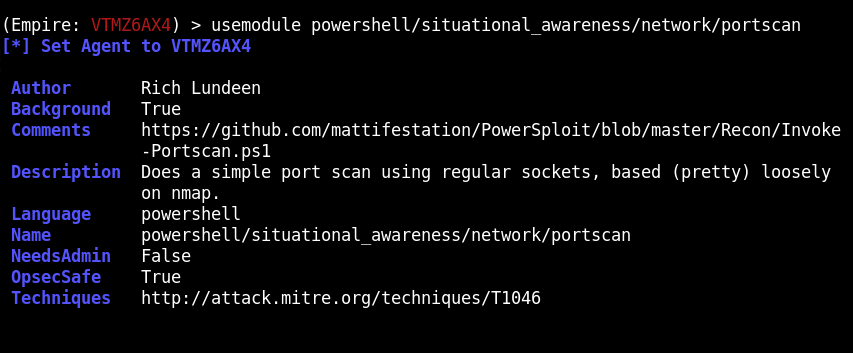 (Empire: VTMZ6AX4) > usemodule powershell/situational_awareness/network/portscan
[*] Set Agent to VTMZ6AX4
Author Rich Lundeen
Background True
Comments https://github.com/mattifestation/PowerSploit/blob/master/Recon/Invoke
-Portscan.ps1
Description Does a simple port scan using regular sockets, based (pretty) loosely
on nmap.
Language powershell
Name powershell/situational_awareness/network/portscan
NeedsAdmin False
OpsecSafe True
Techniques http://attack.mitre.org/techniques/T1046